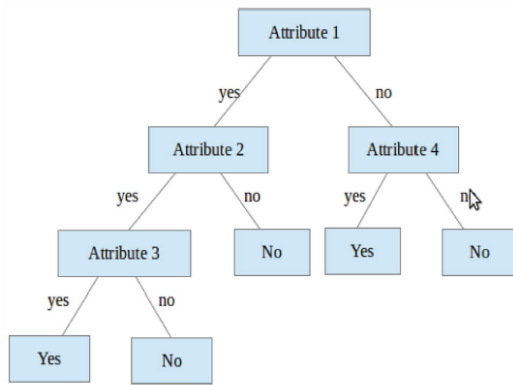 Attribute 1
yes
no
Attribute 2
Attribute 4
yes
no
yes
Attribute 3
No
Yes
No
yes
no
Yes
No